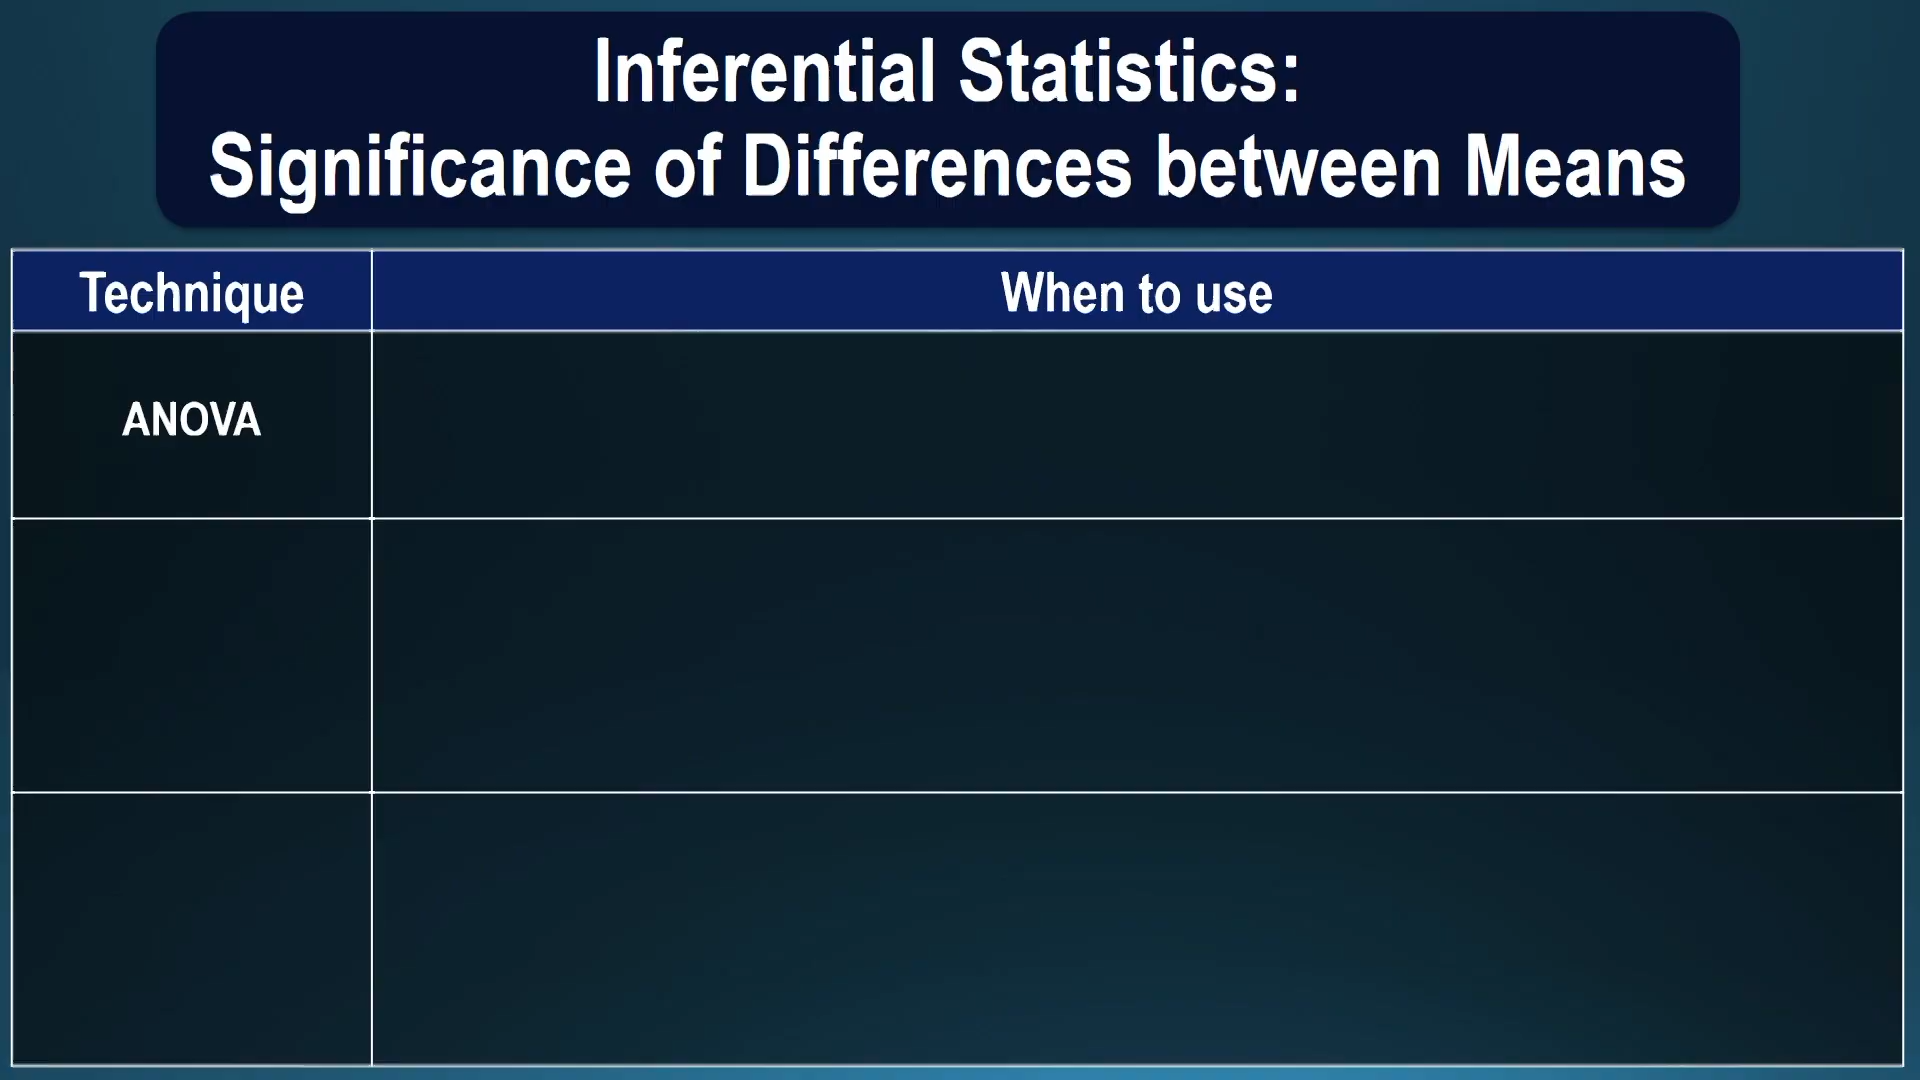 Inferential Statistics:
Significance of Differences between Means
Technique
When to use
ANOVA